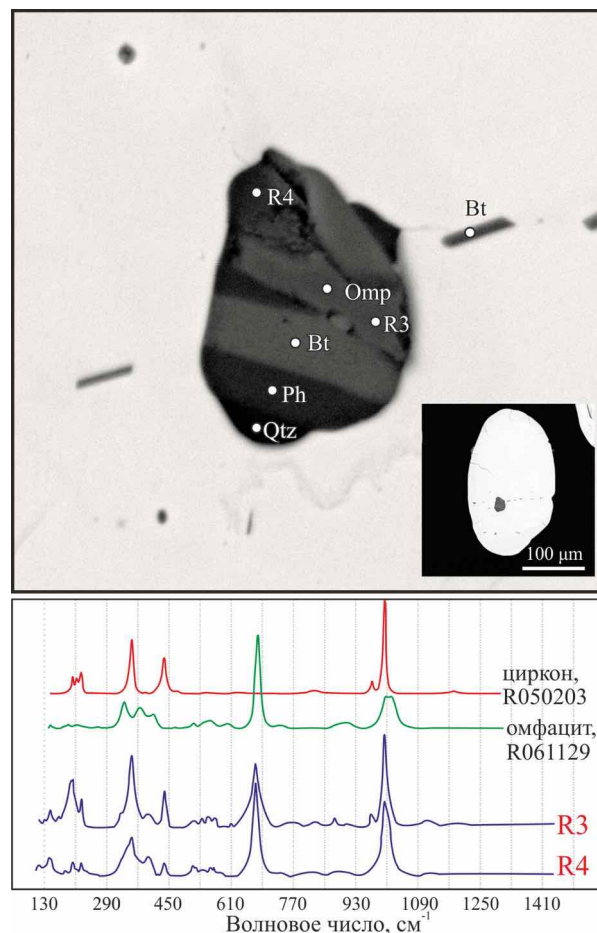 R4
Bt
Omp
R3
Bt
Ph
Qtz
100 µm
циркон,
R050203
омфацит,
R061129
R3
R4
130 290 450 610 770 930 1090 1250 1410
Волновое число, см⁻¹